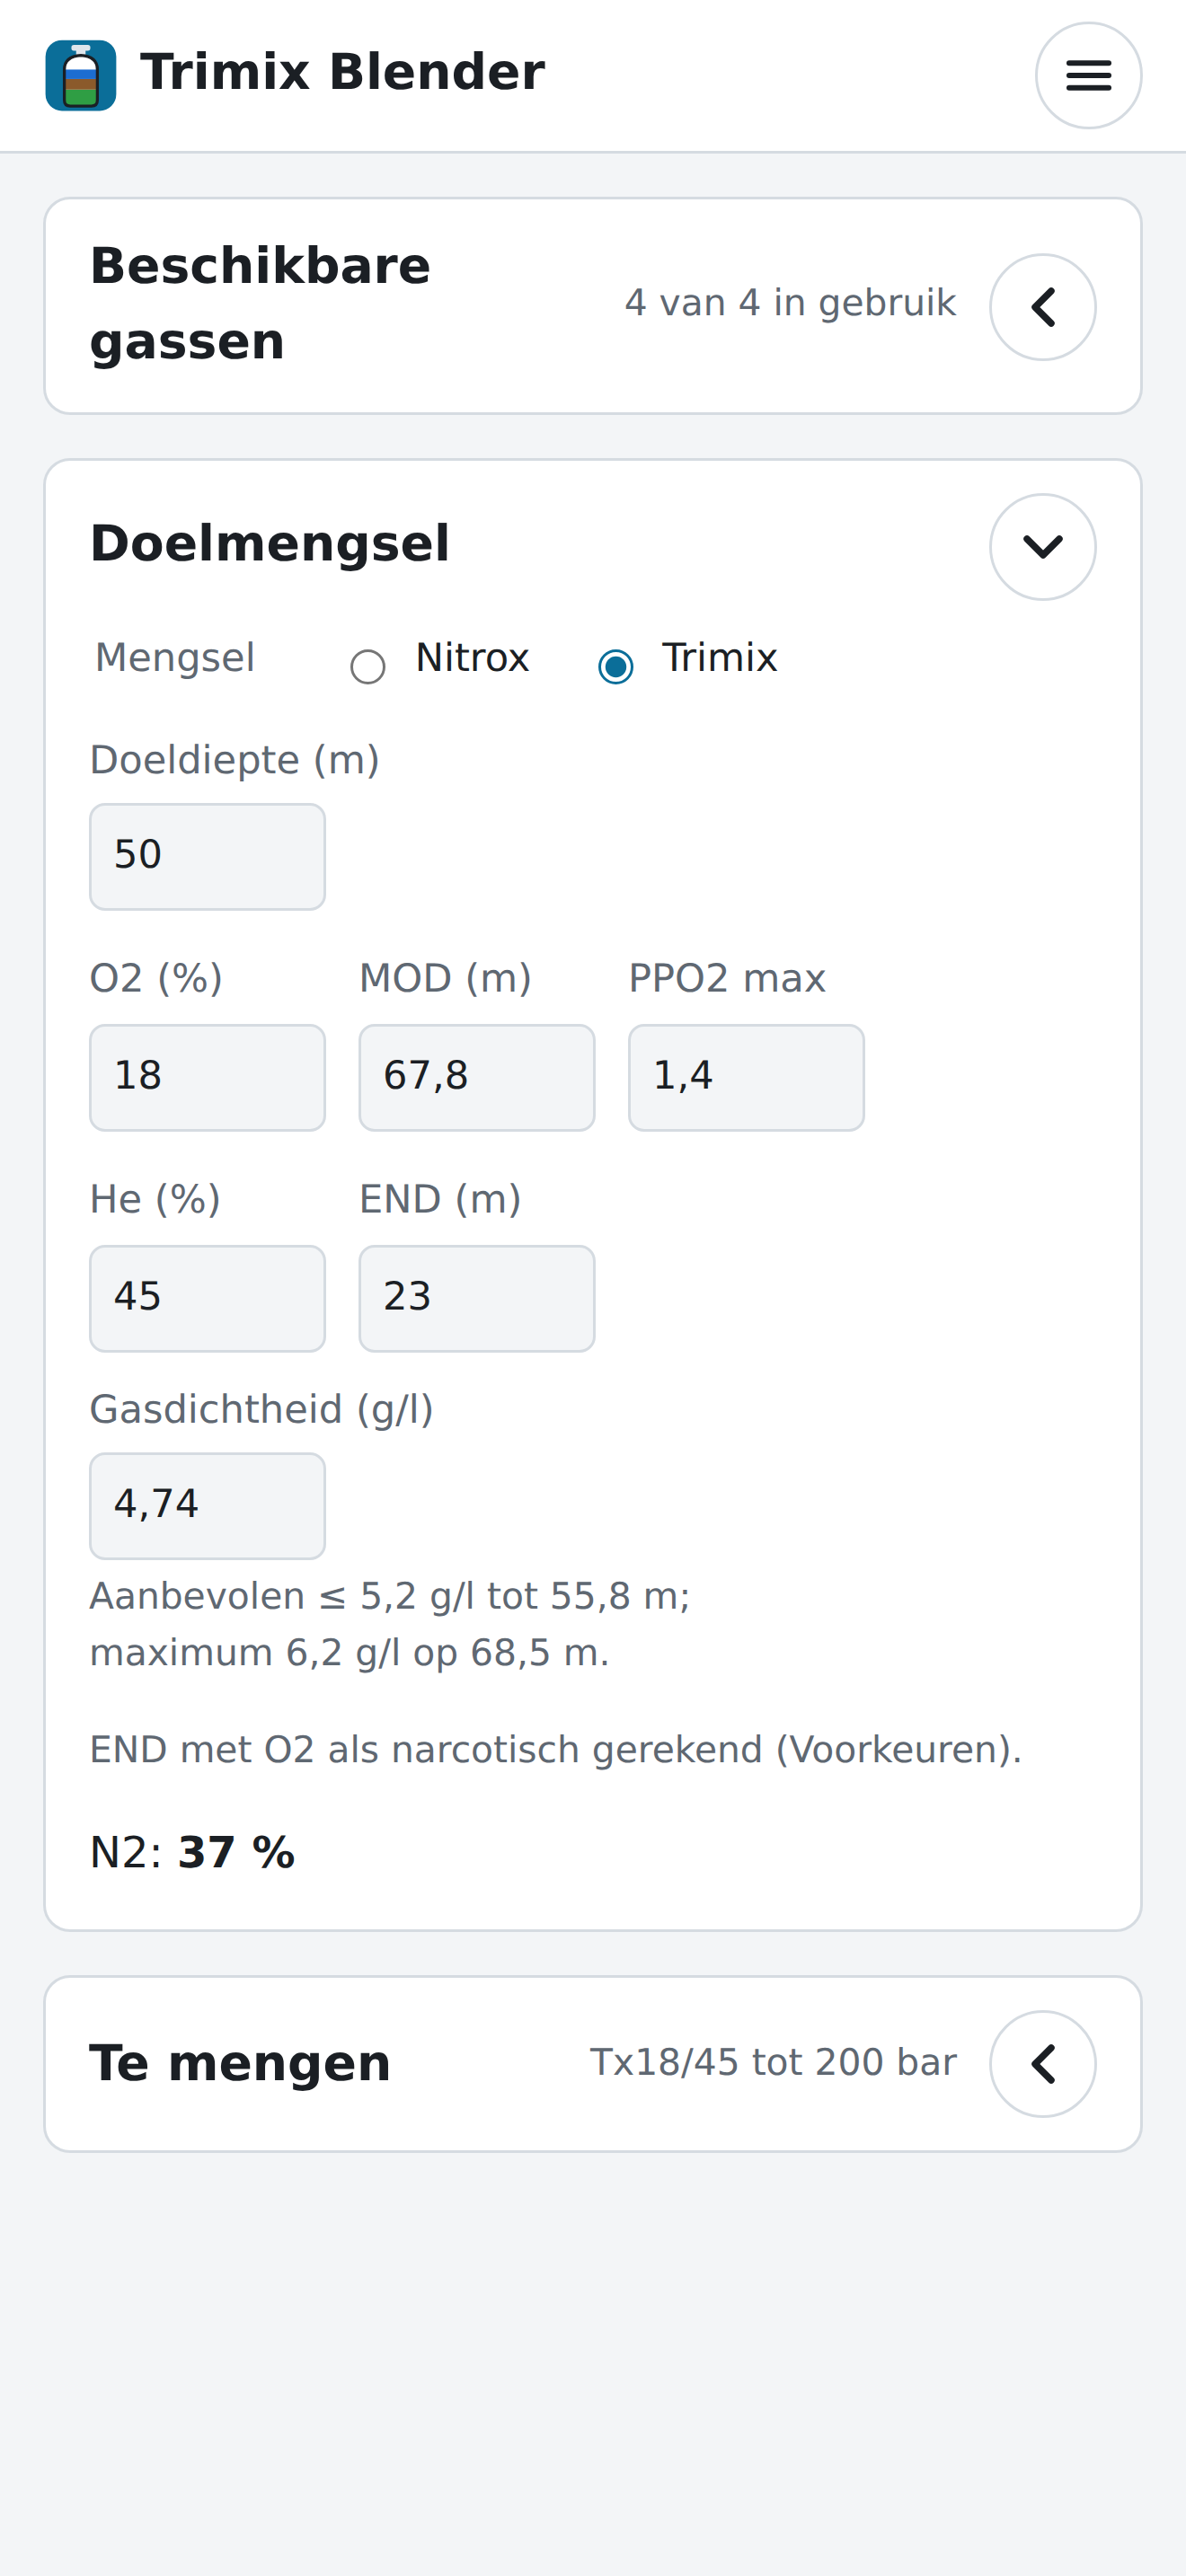 Trimix Blender
Beschikbare
gassen
4 van 4 in gebruik
Doelmengsel
Mengsel Nitrox Trimix
Doeldiepte (m)
50
O2 (%) MOD (m) PPO2 max
18 67,8 1,4
He (%) END (m)
45 23
Gasdichtheid (g/l)
4,74
Aanbevolen ≤ 5,2 g/l tot 55,8 m;
maximum 6,2 g/l op 68,5 m.
END met O2 als narcotisch gerekend (Voorkeuren).
N2: 37 %
Te mengen Tx18/45 tot 200 bar